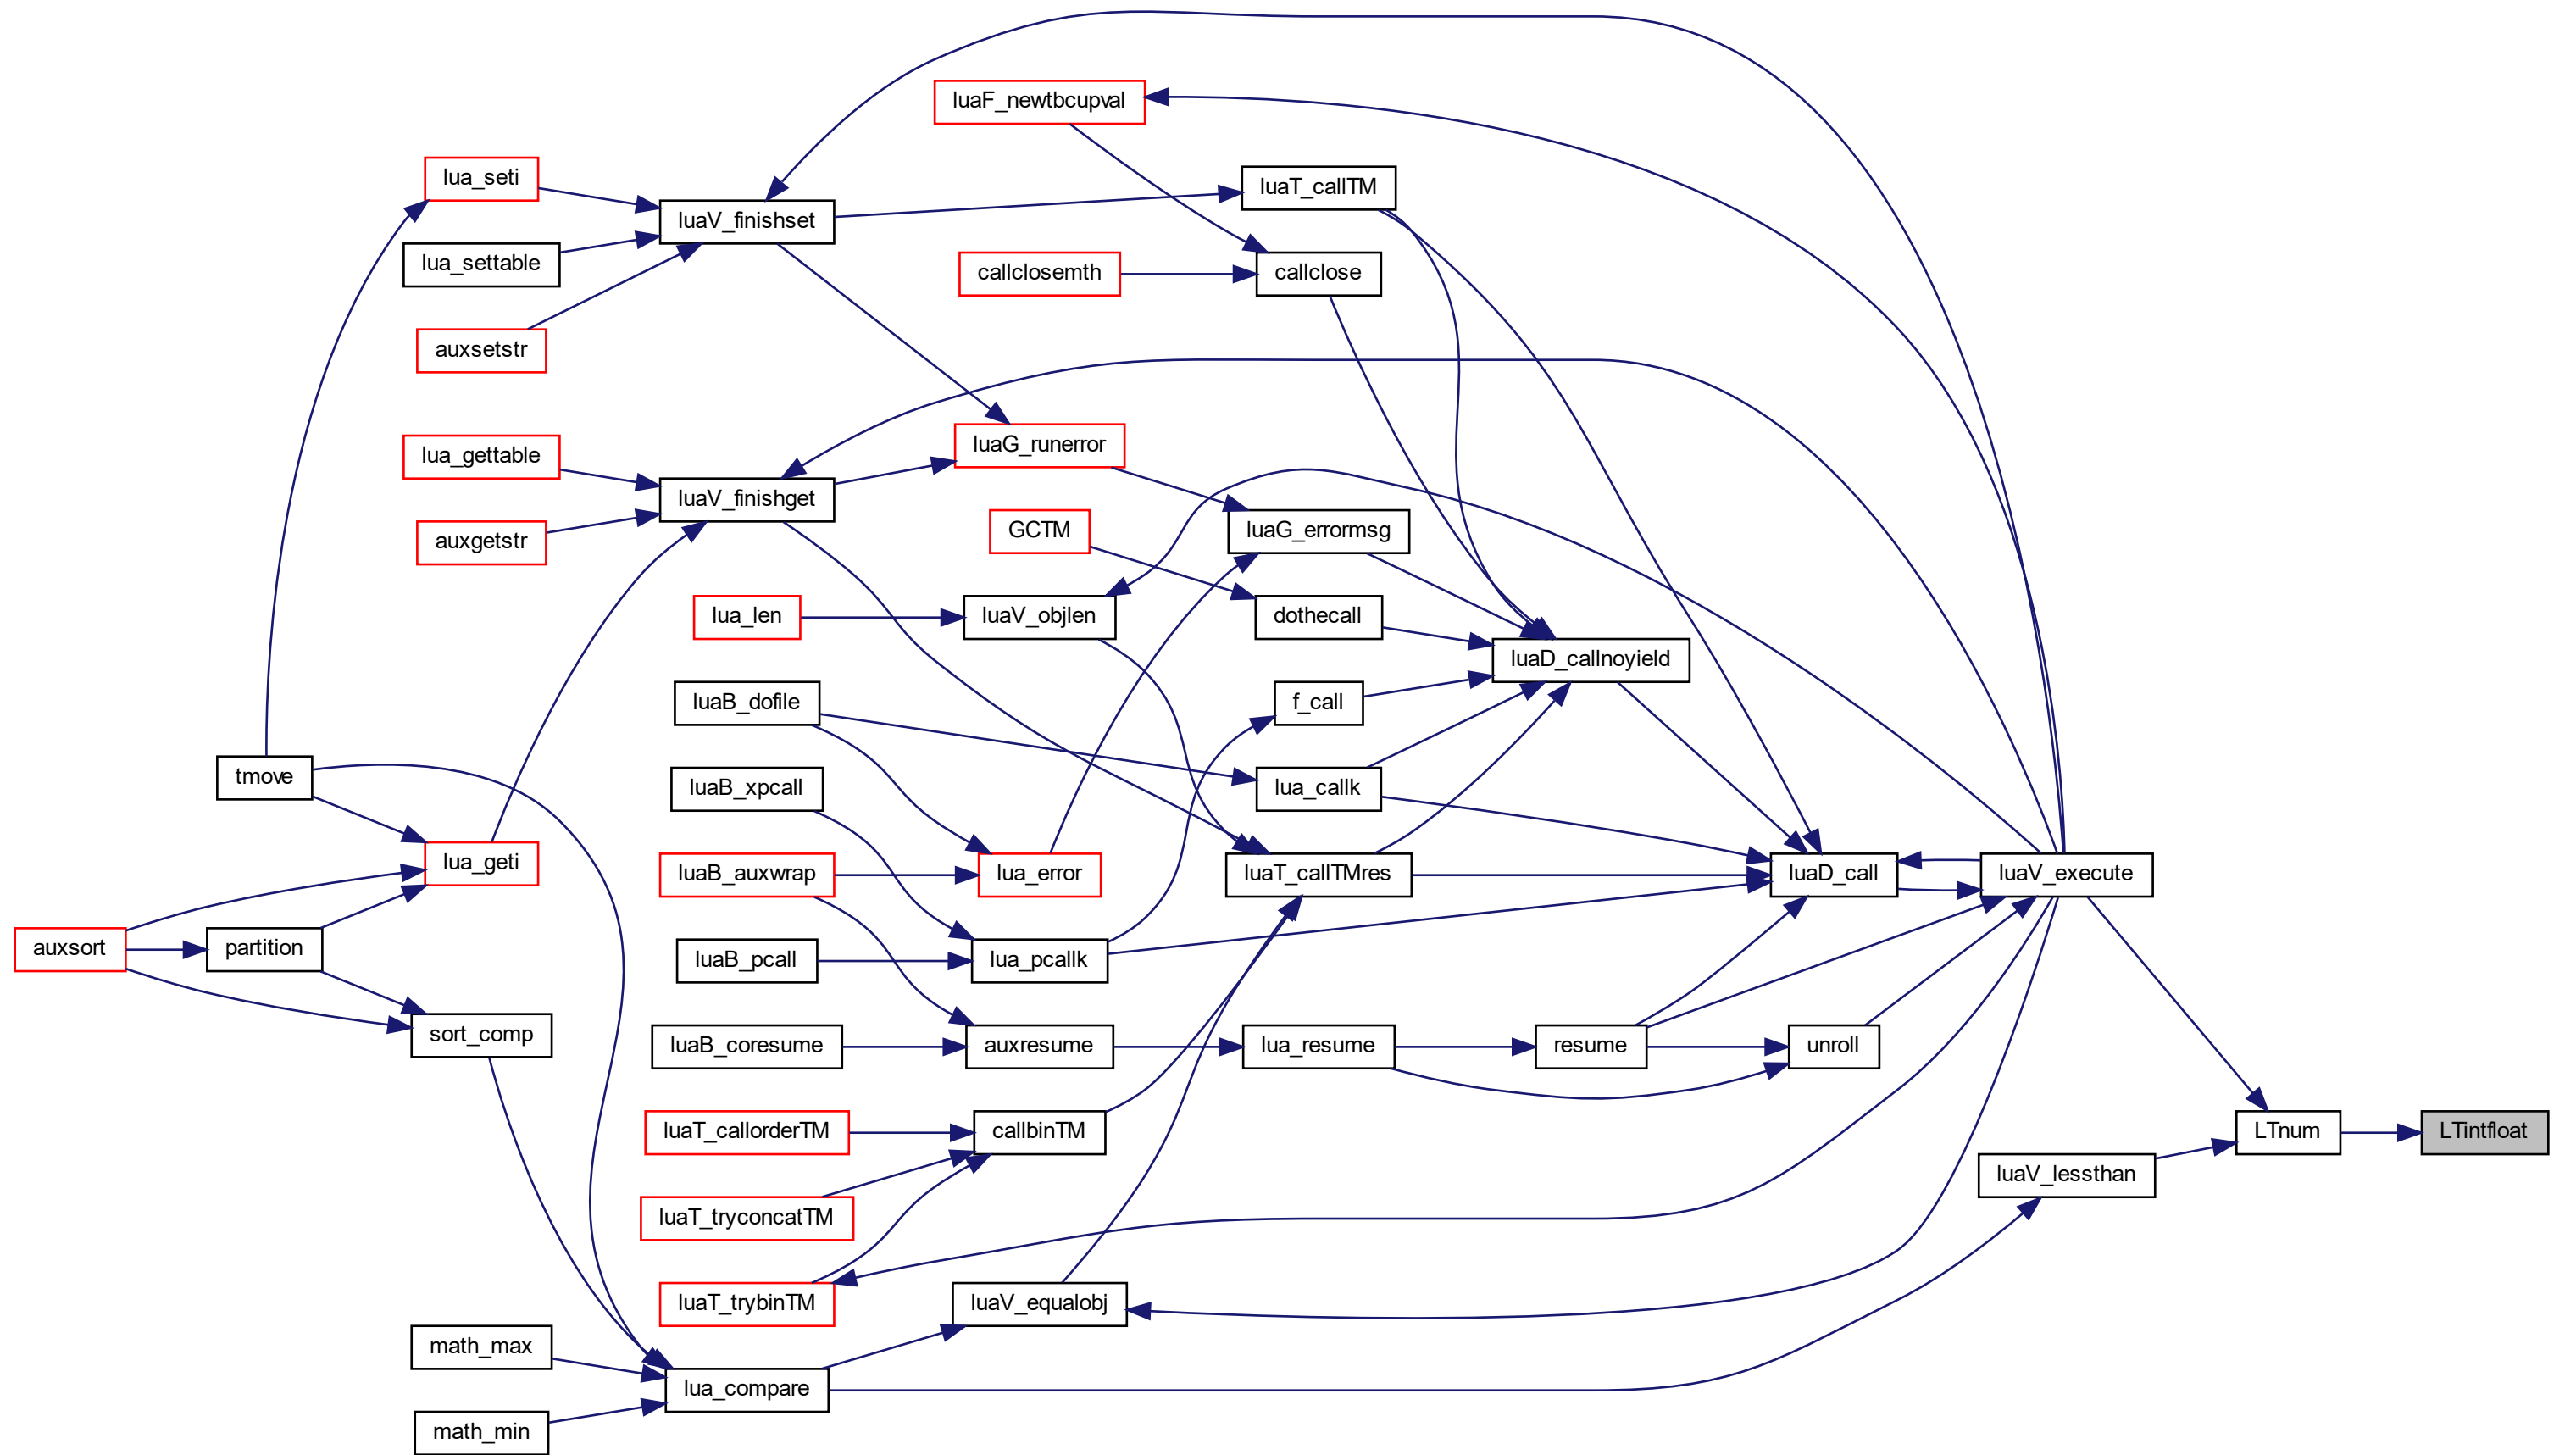 luaF_newtbcupval
lua_seti
luaT_callTM
luaV_finishset
lua_settable
callclosemth
callclose
auxsetstr
luaG_runerror
lua_gettable
luaV_finishget
GCTM
luaG_errormsg
auxgetstr
lua_len
luaV_objlen
dothecall
luaD_callnoyield
luaB_dofile
f_call
tmove
luaB_xpcall
lua_callk
lua_geti
luaB_auxwrap
lua_error
luaT_callTMres
luaD_call
luaV_execute
auxsort
partition
luaB_pcall
lua_pcallk
sort_comp
luaB_coresume
auxresume
lua_resume
resume
unroll
luaT_callorderTM
callbinTM
LTnum
LTintfloat
luaV_lessthan
luaT_tryconcatTM
luaT_trybinTM
luaV_equalobj
math_max
lua_compare
math_min